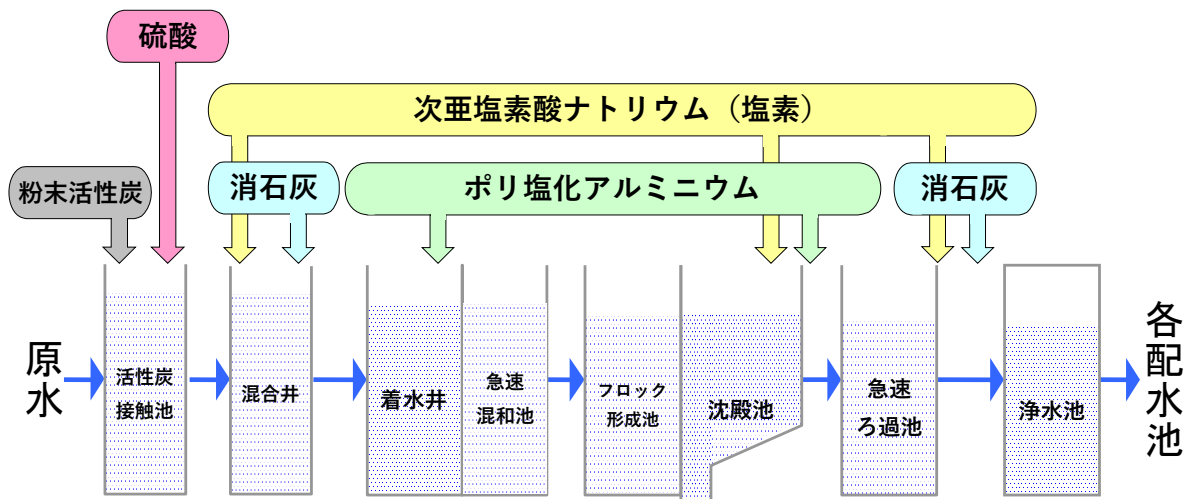 硫酸
次亜塩素酸ナトリウム（塩素）
粉末活性炭
消石灰
ポリ塩化アルミニウム
消石灰
原水
活性炭
接触池
混合井
着水井
急速
混和池
フロック
形成池
沈殿池
急速
ろ過池
浄水池
各配水池